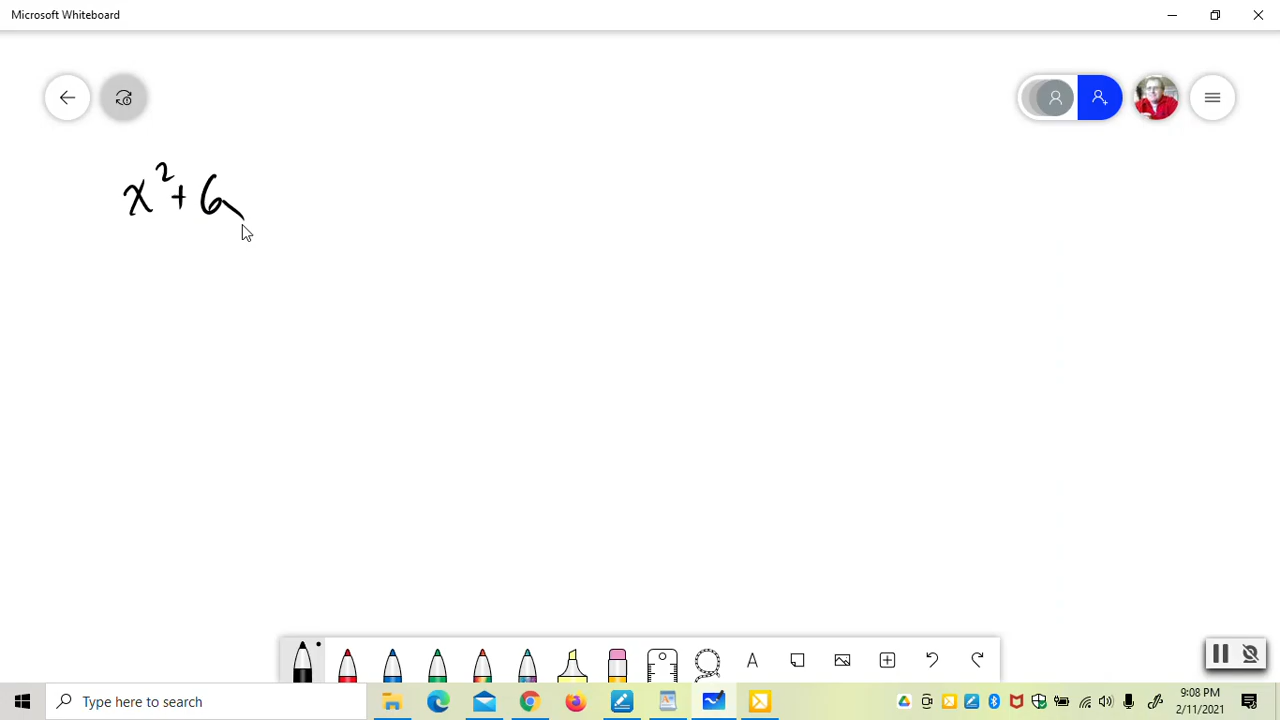 Microsoft Whiteboard
x² + 6
A
Type here to search
9:08 PM
2/11/2021